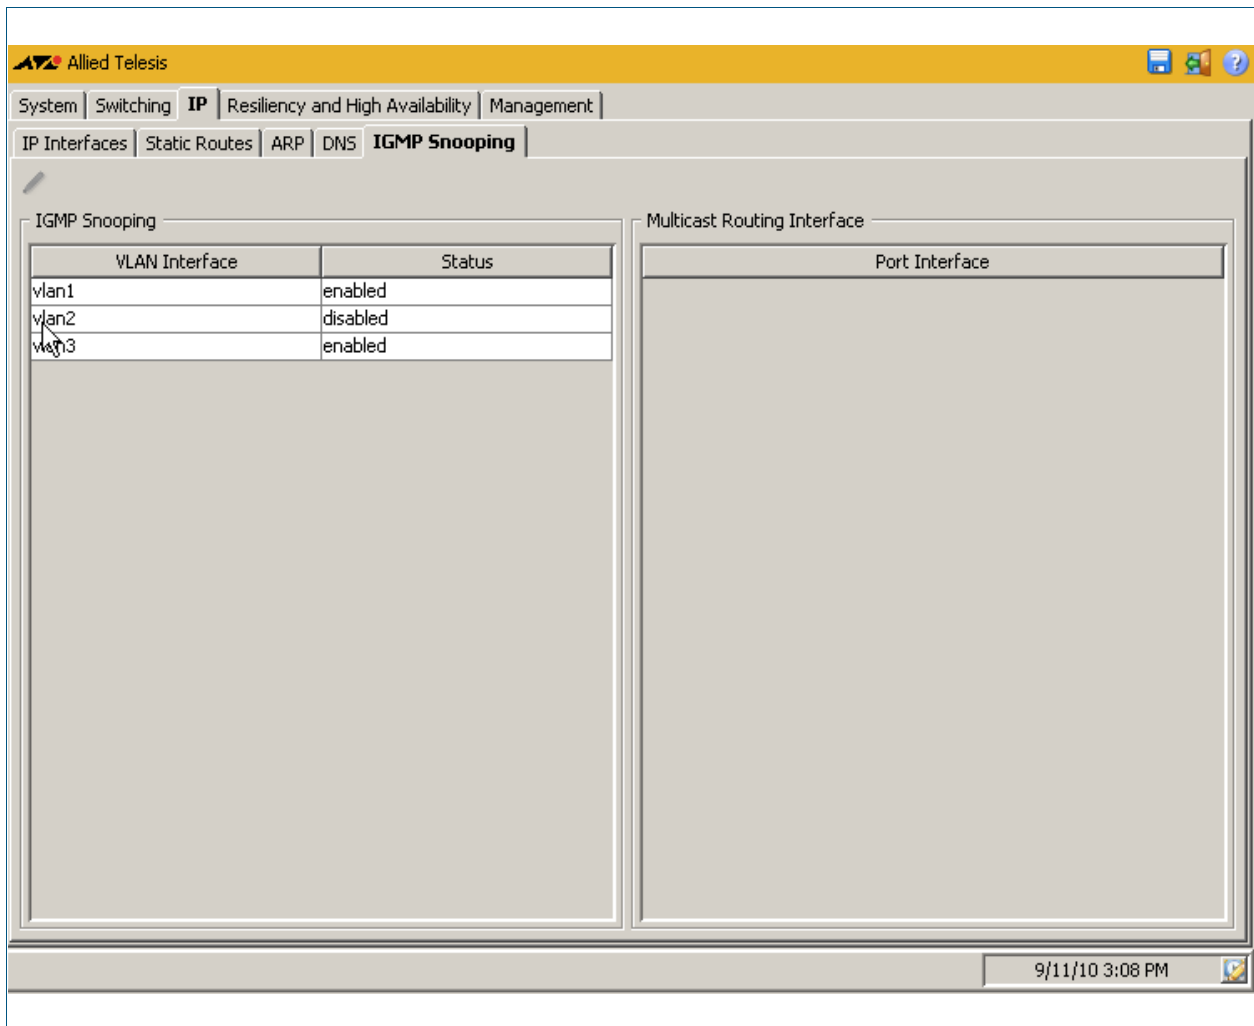 Allied Telesis
System Switching IP Resiliency and High Availability Management
IP Interfaces Static Routes ARP DNS IGMP Snooping
IGMP Snooping
VLAN Interface Status
vlan1 enabled
vlan2 disabled
vlan3 enabled
Multicast Routing Interface
Port Interface
9/11/10 3:08 PM